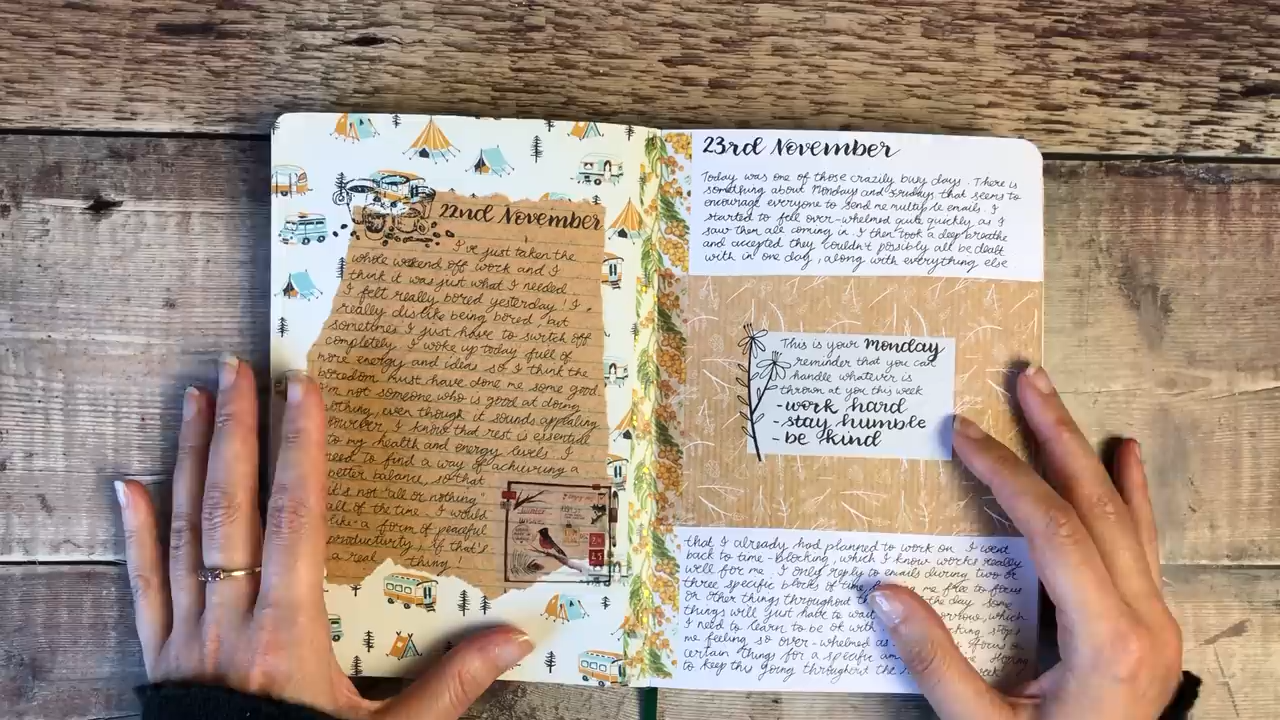 22nd November
I've just taken the
whole weekend off work and I
think it was just what I needed.
I felt really bored yesterday! I
really dislike being bored, but
sometimes I just have to switch off
completely. I woke up today full of
more energy and ideas so I think the
boredom must have done me some good.
I'm not someone who is good at doing
nothing, even though it sounds appealing
However, I know that rest is essential
to my health and energy levels. I
need to find a way of achieving a
better balance, so that
it's not "all or nothing"
all of the time. I would
like a form of peaceful
productivity, if that's
a real thing!
23rd November
Today was one of those crazily busy days. There is
something about Monday and Sunday that seems to
encourage everyone to send me multiple emails. I
started to fell over-whelmed quite quickly as I
saw then all coming in. I then took a deep breathe
and accepted they couldn't possibly all be dealt
with in one day, along with everything else
This is your Monday
reminder that you can
handle whatever is
thrown at you this week
- work hard
- stay humble
- be kind
that I already had planned to work on. I went
back to time-blocking, which I know works really
well for me. I only reply to emails during two or
three specific blocks of time, me free to focus
on other things throughout the day. Some
things will just have to wait which
I need to learn to be ok with stops
me feeling so over-whelmed as
certain things for a specific
to keep this going throughout the